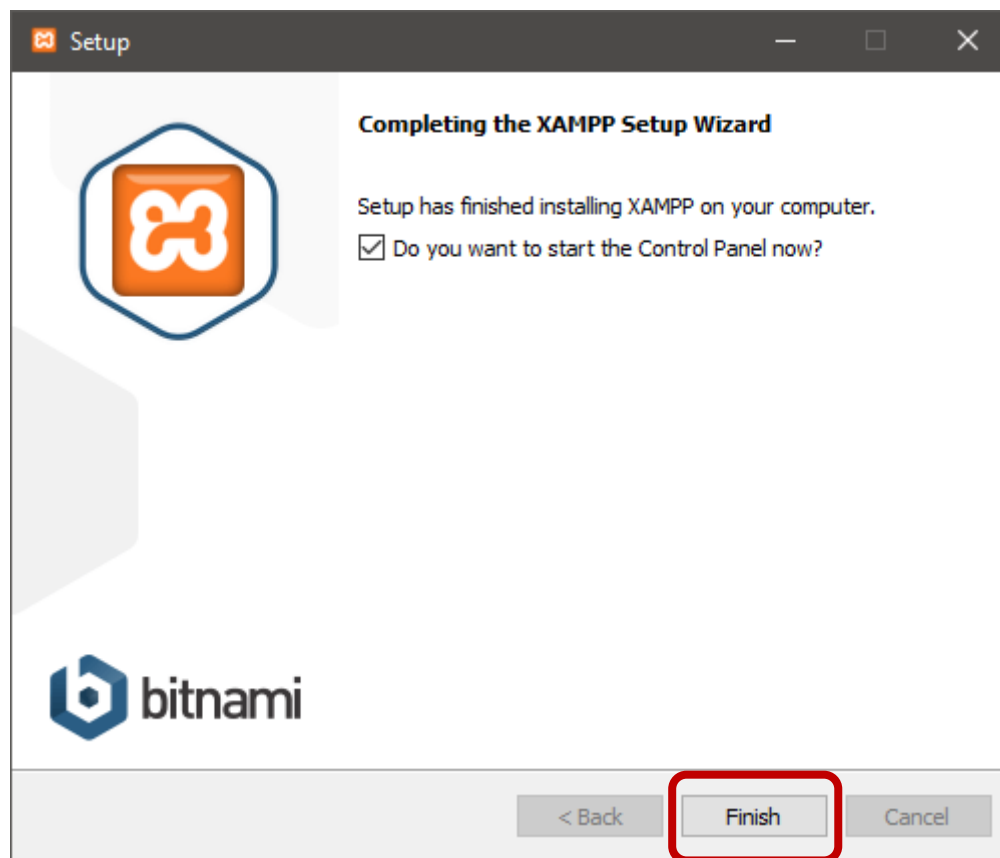 Setup
Completing the XAMPP Setup Wizard
Setup has finished installing XAMPP on your computer.
Do you want to start the Control Panel now?
bitnami
< Back
Finish
Cancel